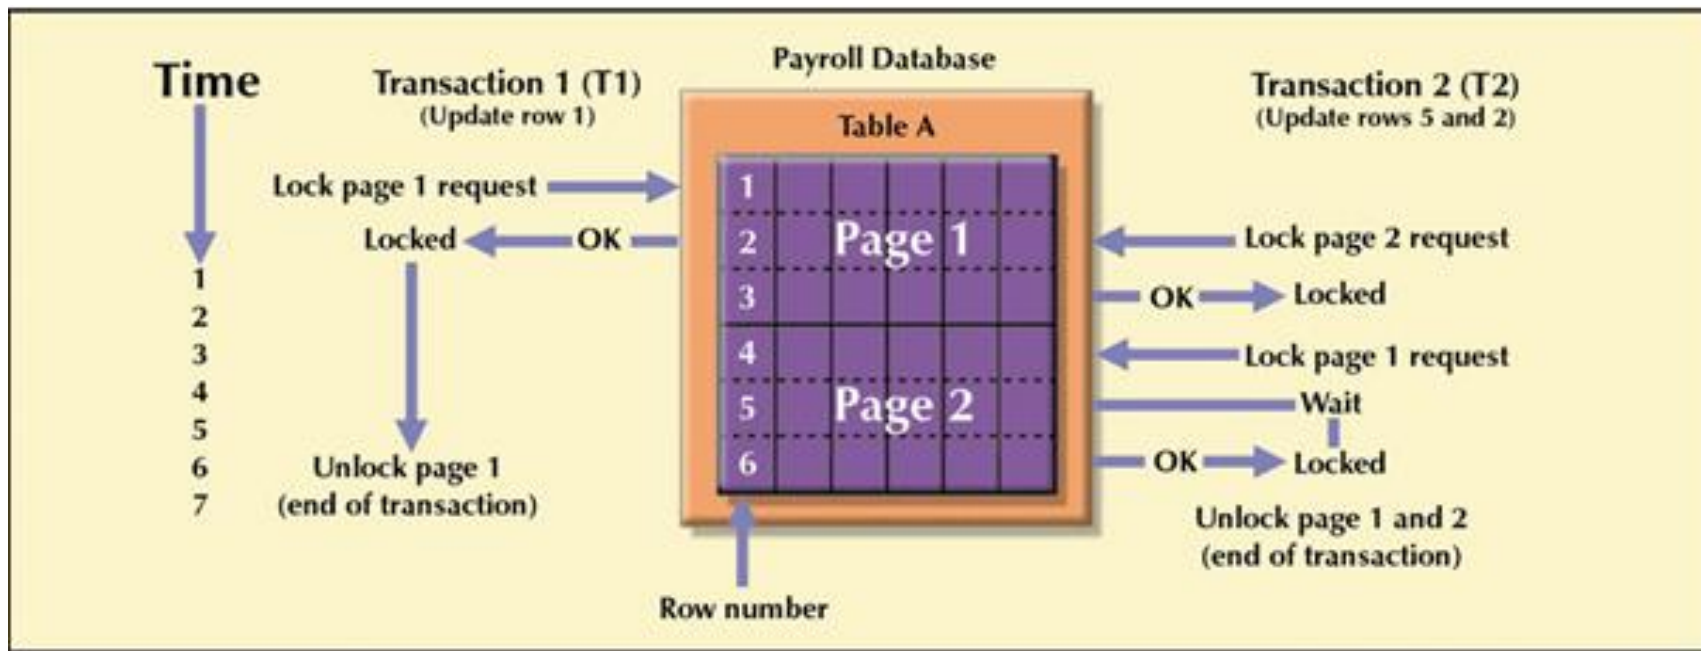 Payroll Database
Time
Transaction 1 (T1)
(Update row 1)
Transaction 2 (T2)
(Update rows 5 and 2)
Table A
Lock page 1 request
1
Locked
OK
2
Page 1
Lock page 2 request
3
OK
Locked
4
Lock page 1 request
5
Page 2
Wait
6
OK
Locked
1
2
3
4
5
6
7
Unlock page 1
(end of transaction)
Unlock page 1 and 2
(end of transaction)
Row number